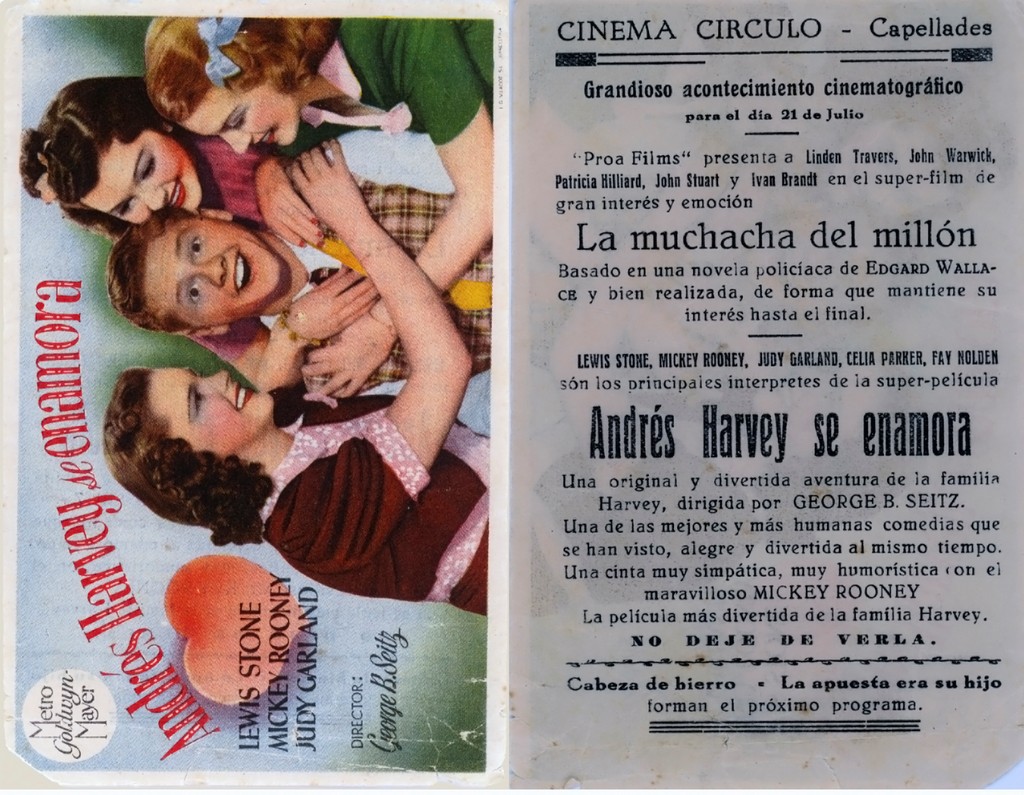 Metro
Goldwyn-
Mayer
Andrés Harvey se enamora
LEWIS STONE
MICKEY ROONEY
JUDY GARLAND
DIRECTOR:
George B. Seitz
CINEMA CIRCULO - Capellades
Grandioso acontecimiento cinematográfico
para el día 21 de Julio
"Proa Films" presenta a Linden Travers, John Warwick,
Patricia Hilliard, John Stuart y Ivan Brandt en el super-film de
gran interés y emoción
La muchacha del millón
Basado en una novela policíaca de EDGARD WALLA-
CE y bien realizada, de forma que mantiene su
interés hasta el final.
LEWIS STONE, MICKEY ROONEY, JUDY GARLAND, CELIA PARKER, FAY HOLDEN
són los principales interpretes de la super-película
Andrés Harvey se enamora
Una original y divertida aventura de la família
Harvey, dirigida por GEORGE B. SEITZ.
Una de las mejores y más humanas comedias que
se han visto, alegre y divertida al mismo tiempo.
Una cinta muy simpática, muy humorística con el
maravilloso MICKEY ROONEY
La película más divertida de la família Harvey.
NO DEJE DE VERLA.
Cabeza de hierro - La apuesta era su hijo
forman el próximo programa.